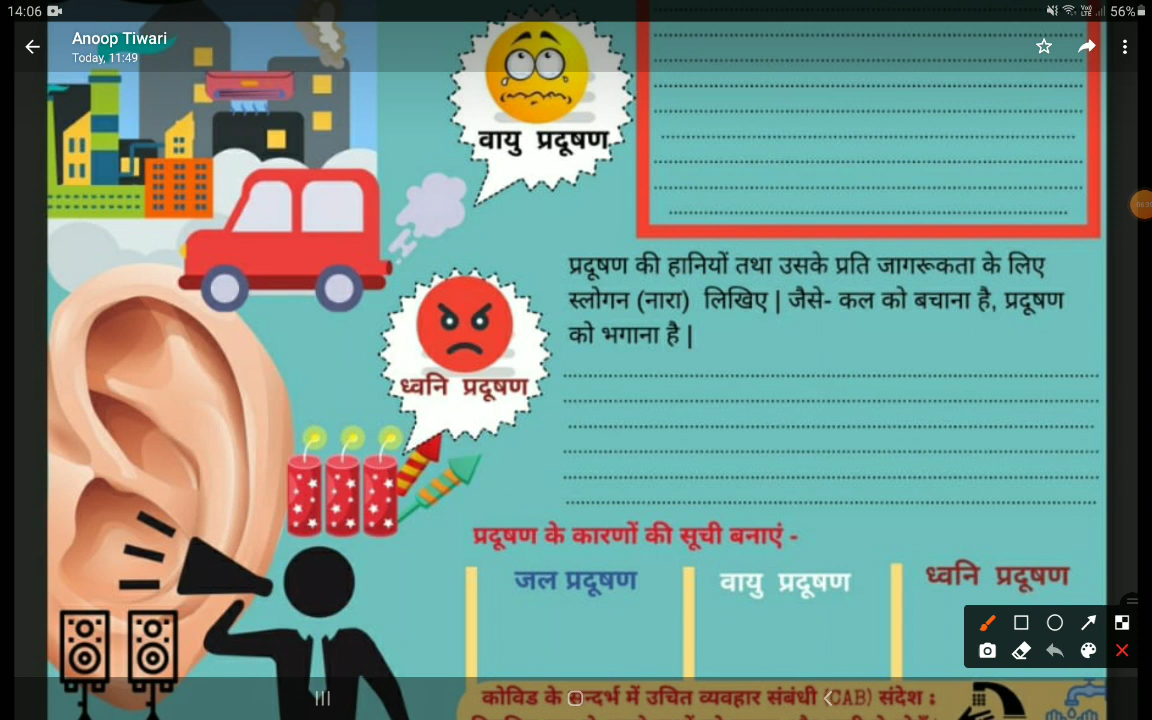 14:06
56%
Anoop Tiwari
Today, 11:49
वायु प्रदूषण
प्रदूषण की हानियों तथा उसके प्रति जागरूकता के लिए
स्लोगन (नारा) लिखिए | जैसे- कल को बचाना है, प्रदूषण
को भगाना है |
ध्वनि प्रदूषण
प्रदूषण के कारणों की सूची बनाएं -
जल प्रदूषण
वायु प्रदूषण
ध्वनि प्रदूषण
कोविड के सन्दर्भ में उचित व्यवहार संबंधी (CAB) संदेश :